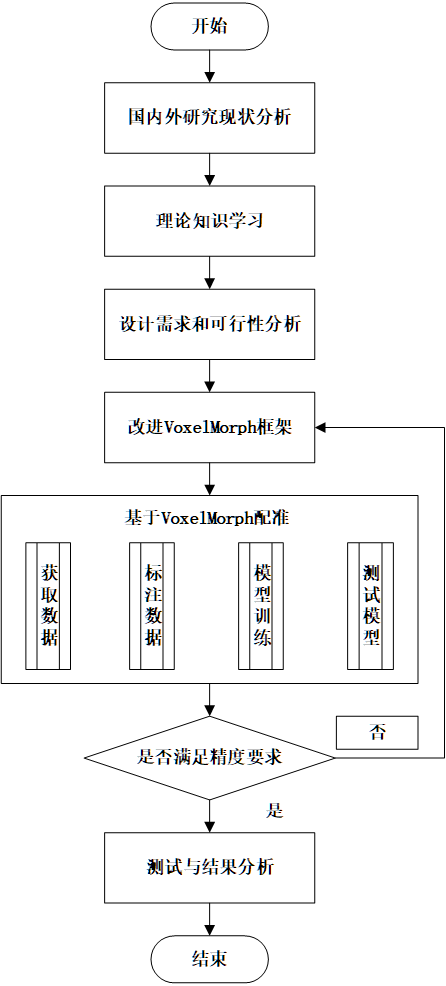 开始
国内外研究现状分析
理论知识学习
设计需求和可行性分析
改进VoxelMorph框架
基于VoxelMorph配准
获取数据
标注数据
模型训练
测试模型
否
是否满足精度要求
是
测试与结果分析
结束